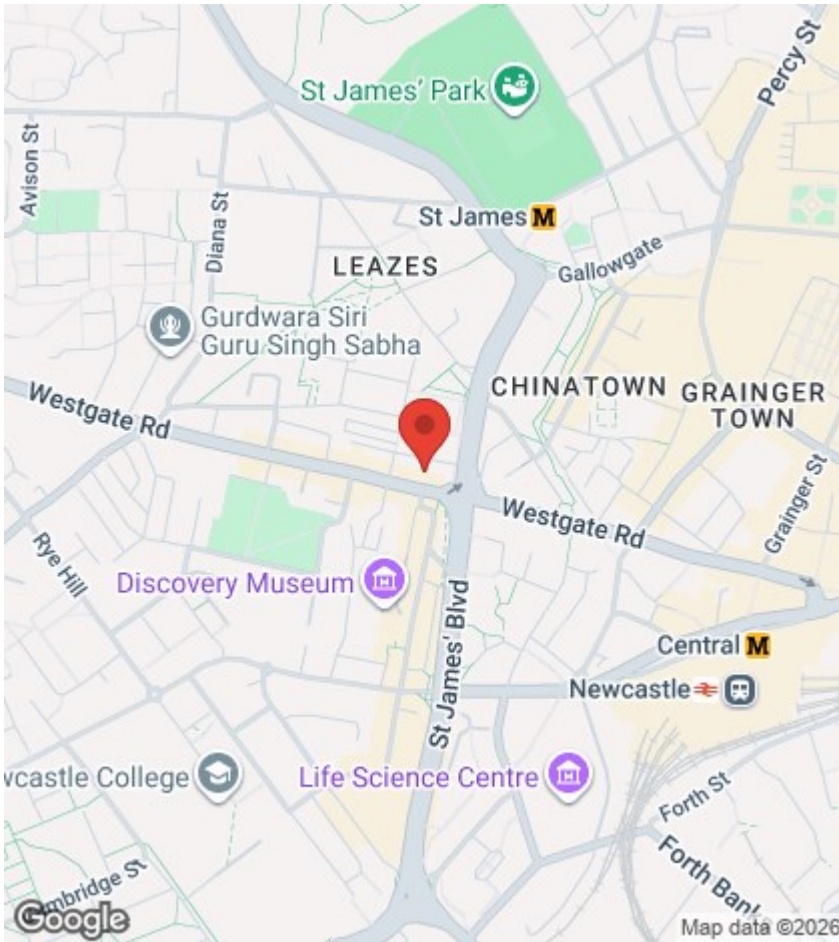 Percy St
St James' Park
Avison St
St James M
Diana St
LEAZES
Gallowgate
Gurdwara Siri
Guru Singh Sabha
CHINATOWN
GRAINGER
TOWN
Westgate Rd
Grainger St
Westgate Rd
Rye Hill
Discovery Museum
St James' Blvd
Central M
Newcastle
wcastle College
Life Science Centre
Forth St
Forth Bank
mbridge St
Google
Map data ©202